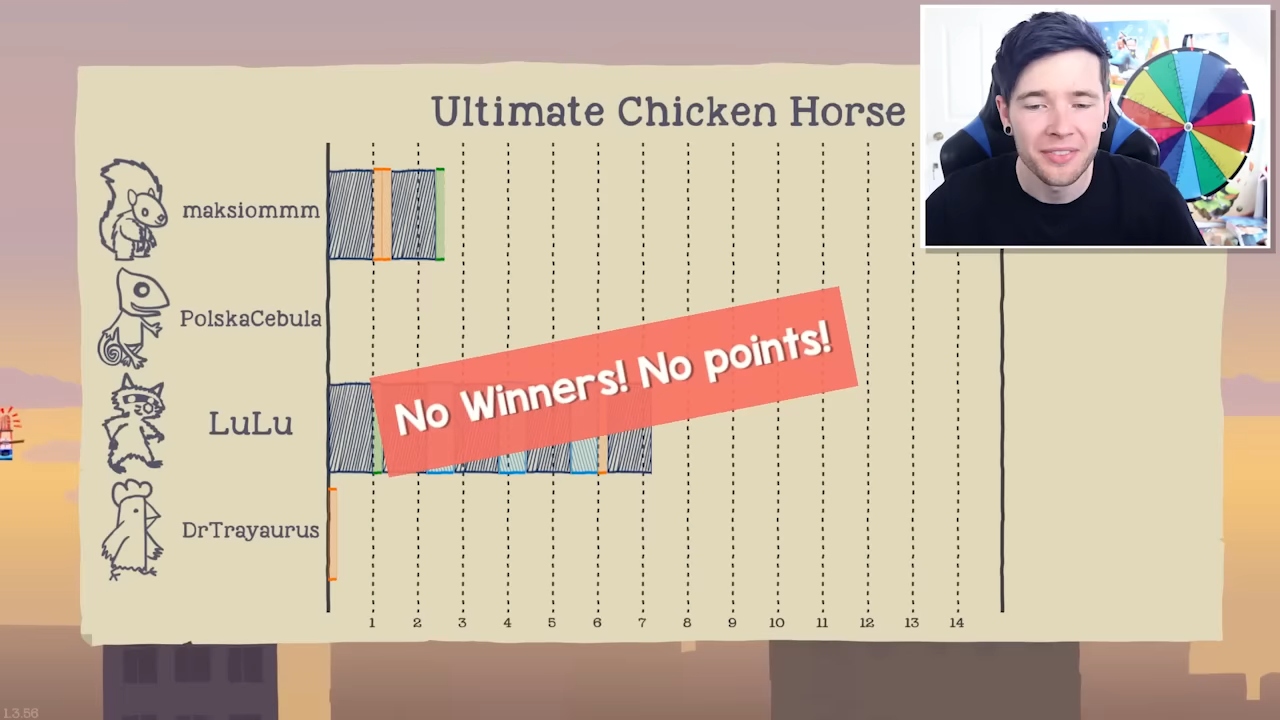 Ultimate Chicken Horse
maksiommm
PolskaCebula
LuLu
DrTrayaurus
No Winners! No points!
1 2 3 4 5 6 7 8 9 10 11 12 13 14
1.3.56